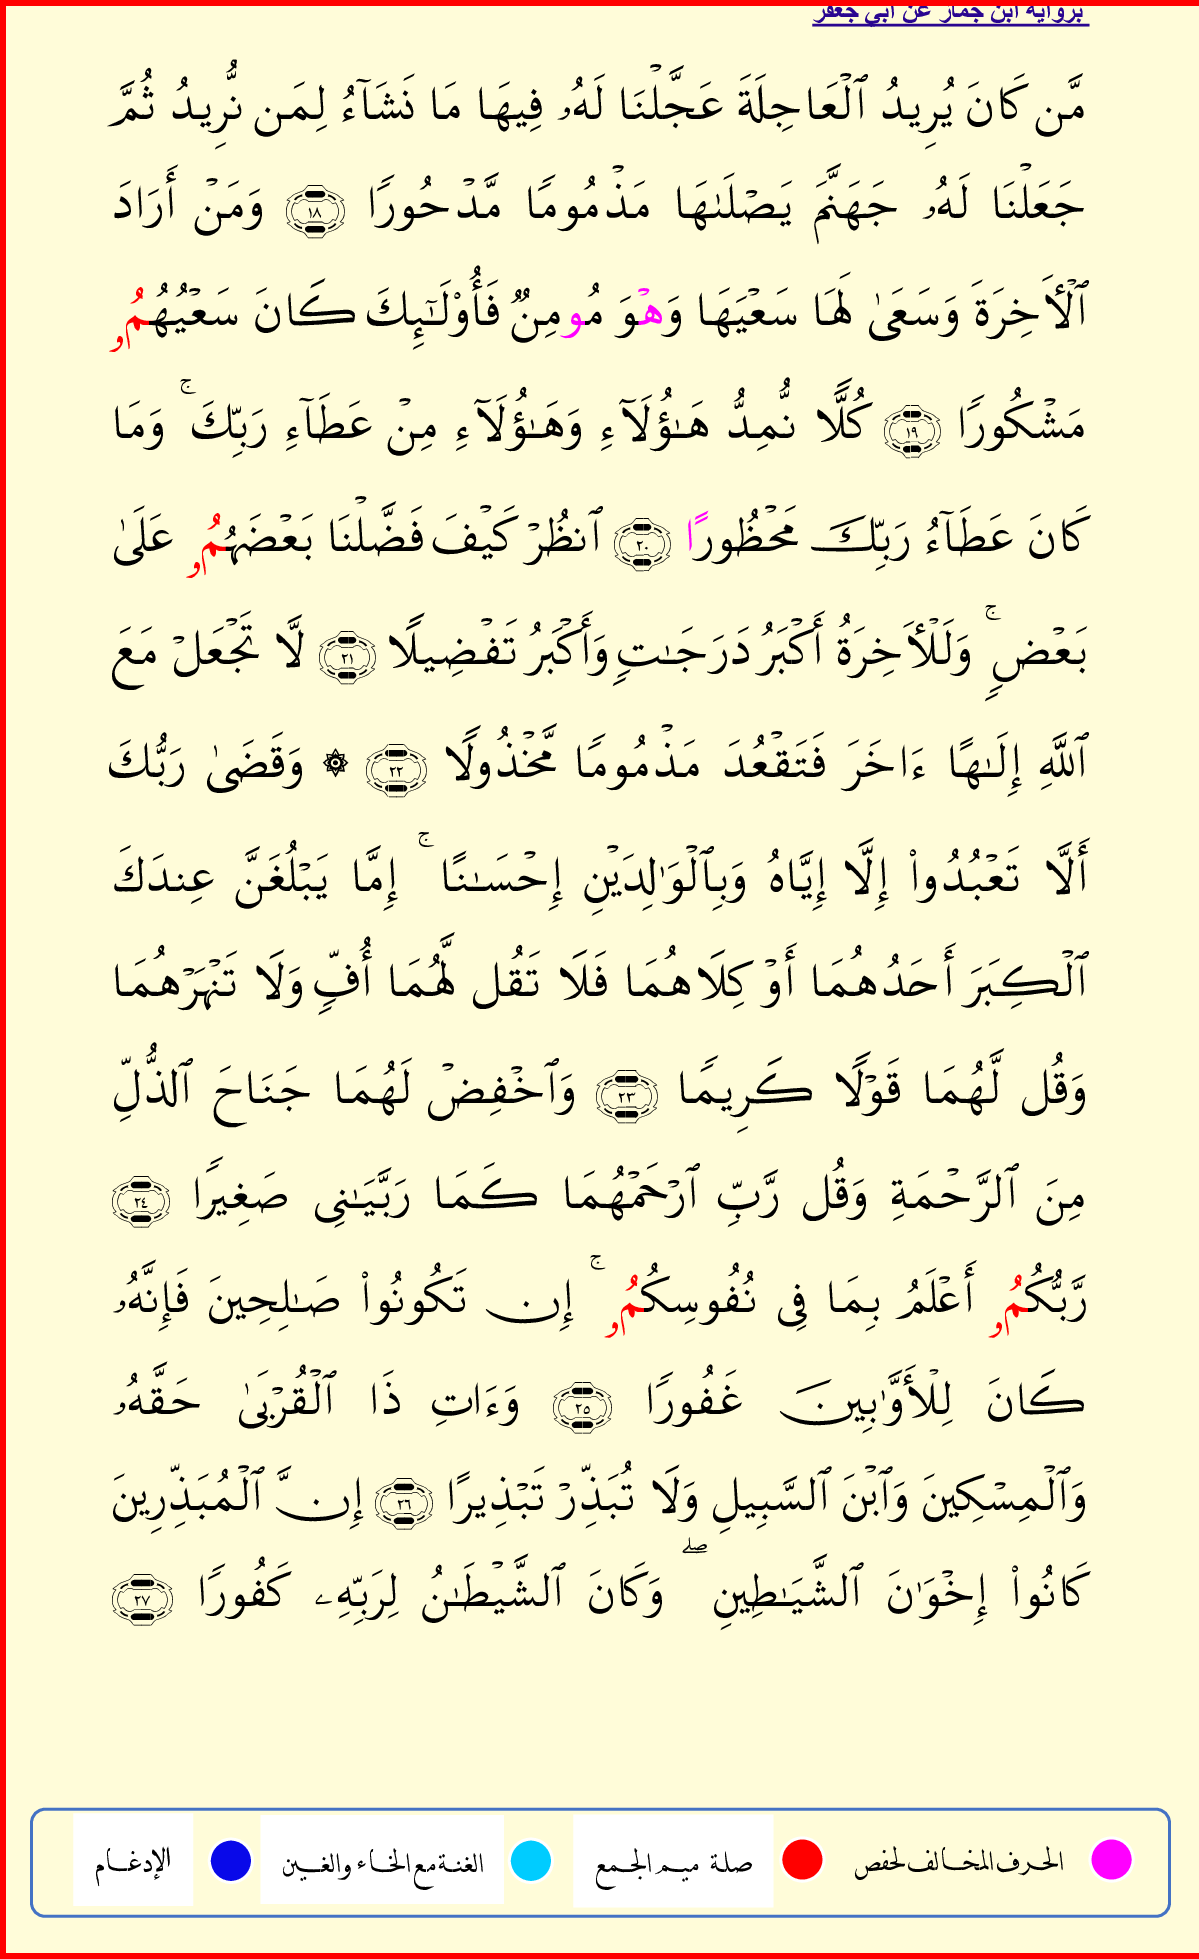 برواية ابن جماز عن أبي جعفر
مَّن كَانَ يُرِيدُ ٱلْعَاجِلَةَ عَجَّلْنَا لَهُۥ فِيهَا مَا نَشَآءُ لِمَن نُّرِيدُ ثُمَّ
جَعَلْنَا لَهُۥ جَهَنَّمَ يَصْلَىٰهَا مَذْمُومًا مَّدْحُورًا ١٨ وَمَنْ أَرَادَ
ٱلْأَخِرَةَ وَسَعَىٰ لَهَا سَعْيَهَا وَهْوَ مُومِنٌ فَأُوْلَـٰٓئِكَ كَانَ سَعْيُهُمُۥ
مَشْكُورًا ١٩ كُلًّا نُّمِدُّ هَـٰٓؤُلَآءِ وَهَـٰٓؤُلَآءِ مِنْ عَطَآءِ رَبِّكَ ۚ وَمَا
كَانَ عَطَآءُ رَبِّكَ مَحْظُورًا ٢٠ ٱنظُرْ كَيْفَ فَضَّلْنَا بَعْضَهُمُۥ عَلَىٰ
بَعْضٍ ۚ وَلَلْأَخِرَةُ أَكْبَرُ دَرَجَـٰتٍ وَأَكْبَرُ تَفْضِيلًا ٢١ لَّا تَجْعَلْ مَعَ
ٱللَّهِ إِلَـٰهًا ءَاخَرَ فَتَقْعُدَ مَذْمُومًا مَّخْذُولًا ٢٢ ۞ وَقَضَىٰ رَبُّكَ
أَلَّا تَعْبُدُواْ إِلَّا إِيَّاهُ وَبِٱلْوَٰلِدَيْنِ إِحْسَـٰنًا ۚ إِمَّا يَبْلُغَنَّ عِندَكَ
ٱلْكِبَرَ أَحَدُهُمَا أَوْ كِلَاهُمَا فَلَا تَقُل لَّهُمَا أُفٍّ وَلَا تَنْهَرْهُمَا
وَقُل لَّهُمَا قَوْلًا كَرِيمًا ٢٣ وَٱخْفِضْ لَهُمَا جَنَاحَ ٱلذُّلِّ
مِنَ ٱلرَّحْمَةِ وَقُل رَّبِّ ٱرْحَمْهُمَا كَمَا رَبَّيَـٰنِى صَغِيرًا ٢٤
رَّبُّكُمُۥ أَعْلَمُ بِمَا فِى نُفُوسِكُمُۥ ۚ إِن تَكُونُواْ صَـٰلِحِينَ فَإِنَّهُۥ
كَانَ لِلْأَوَّٰبِينَ غَفُورًا ٢٥ وَءَاتِ ذَا ٱلْقُرْبَىٰ حَقَّهُۥ
وَٱلْمِسْكِينَ وَٱبْنَ ٱلسَّبِيلِ وَلَا تُبَذِّرْ تَبْذِيرًا ٢٦ إِنَّ ٱلْمُبَذِّرِينَ
كَانُواْ إِخْوَٰنَ ٱلشَّيَـٰطِينِ ۖ وَكَانَ ٱلشَّيْطَـٰنُ لِرَبِّهِۦ كَفُورًا ٢٧
الحرف المخالف لحفص صلة ميم الجمع الغنة مع الخاء والغين الإدغام